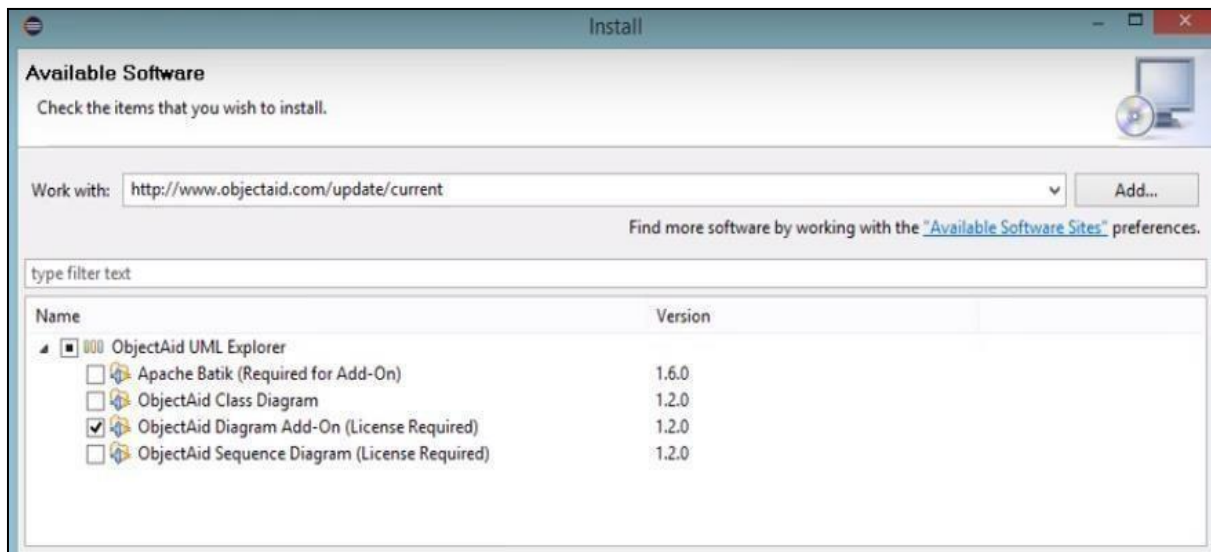 Install
Available Software
Check the items that you wish to install.
Work with: http://www.objectaid.com/update/current Add...
Find more software by working with the "Available Software Sites" preferences.
type filter text
Name Version
ObjectAid UML Explorer
Apache Batik (Required for Add-On) 1.6.0
ObjectAid Class Diagram 1.2.0
ObjectAid Diagram Add-On (License Required) 1.2.0
ObjectAid Sequence Diagram (License Required) 1.2.0